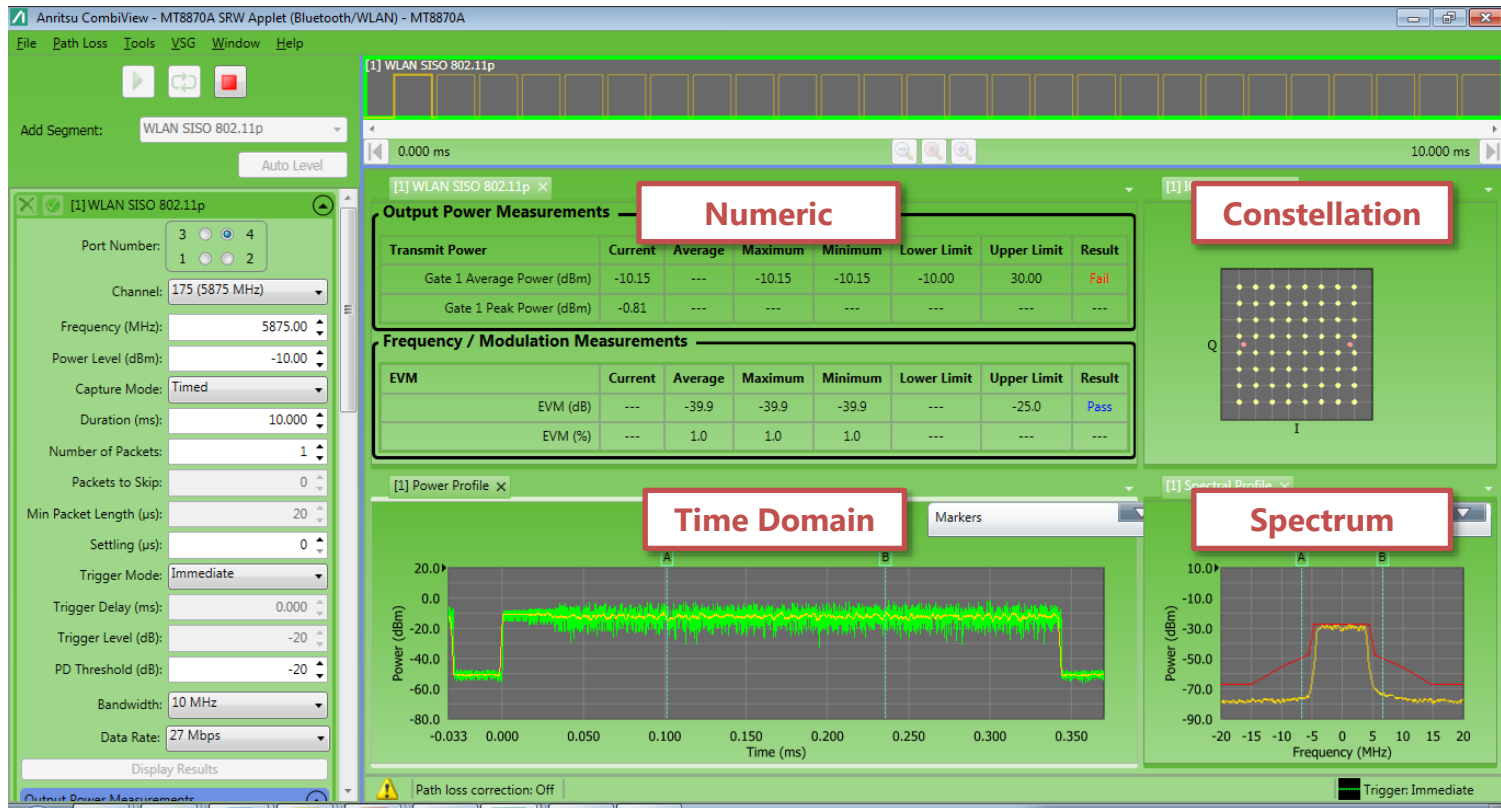 Anritsu CombiView - MT8870A SRW Applet (Bluetooth/WLAN) - MT8870A
File Path Loss Tools VSG Window Help
Add Segment: WLAN SISO 802.11p
Auto Level
[1] WLAN SISO 802.11p
Port Number: 3 4
1 2
Channel: 175 (5875 MHz)
Frequency (MHz): 5875.00
Power Level (dBm): -10.00
Capture Mode: Timed
Duration (ms): 10.000
Number of Packets: 1
Packets to Skip: 0
Min Packet Length (μs): 20
Settling (μs): 0
Trigger Mode: Immediate
Trigger Delay (ms): 0.000
Trigger Level (dB): -20
PD Threshold (dB): -20
Bandwidth: 10 MHz
Data Rate: 27 Mbps
Display Results
Output Power Measurements
[1] WLAN SISO 802.11p
0.000 ms 10.000 ms
[1] WLAN SISO 802.11p
Numeric
Output Power Measurements
Transmit Power Current Average Maximum Minimum Lower Limit Upper Limit Result
Gate 1 Average Power (dBm) -10.15 --- -10.15 -10.15 -10.00 30.00 Fail
Gate 1 Peak Power (dBm) -0.81 --- --- --- --- --- ---
Frequency / Modulation Measurements
EVM Current Average Maximum Minimum Lower Limit Upper Limit Result
EVM (dB) --- -39.9 -39.9 -39.9 --- -25.0 Pass
EVM (%) --- 1.0 1.0 1.0 --- --- ---
Constellation
Q
I
[1] Power Profile
Time Domain
Markers
A B
20.0
0.0
-20.0
-40.0
-60.0
-80.0
Power (dBm)
-0.033 0.000 0.050 0.100 0.150 0.200 0.250 0.300 0.350
Time (ms)
[1] Spectral Profile
Spectrum
A B
10.0
-10.0
-30.0
-50.0
-70.0
-90.0
Power (dBm)
-20 -15 -10 -5 0 5 10 15 20
Frequency (MHz)
Path loss correction: Off
Trigger: Immediate